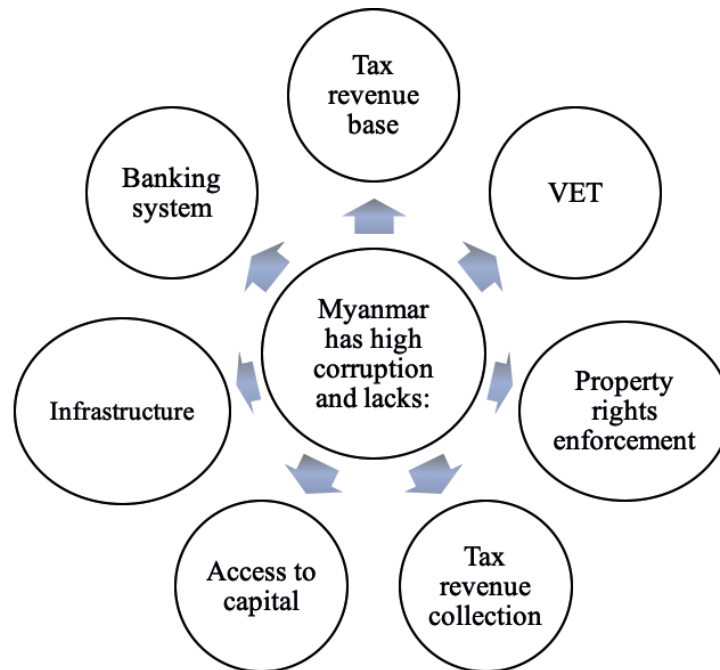 Tax
revenue
base
VET
Property
rights
enforcement
Tax
revenue
collection
Access to
capital
Infrastructure
Banking
system
Myanmar
has high
corruption
and lacks: